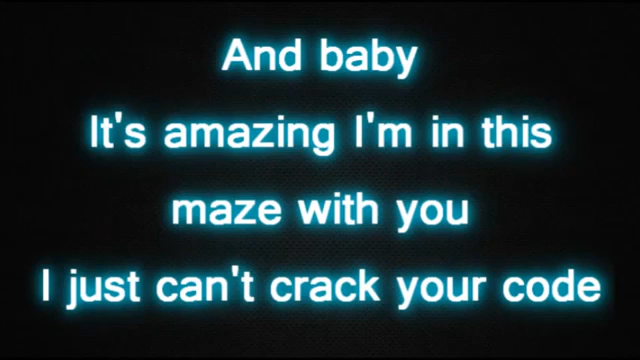 And baby
It's amazing I'm in this
maze with you
I just can't crack your code